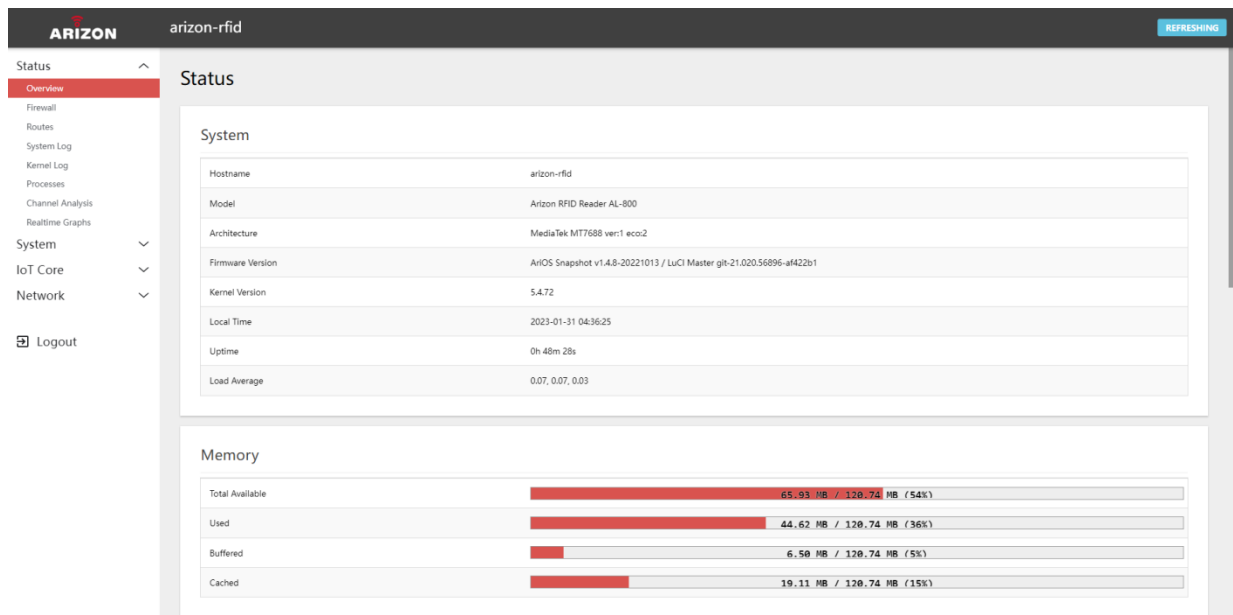 ARIZON
arizon-rfid
REFRESHING
Status
Overview
Firewall
Routes
System Log
Kernel Log
Processes
Channel Analysis
Realtime Graphs
System
IoT Core
Network
Logout
Status
System
Hostname arizon-rfid
Model Arizon RFID Reader AL-800
Architecture MediaTek MT7688 ver:1 eco:2
Firmware Version AriOS Snapshot v1.4.8-20221013 / LuCI Master git-21.020.56896-af422b1
Kernel Version 5.4.72
Local Time 2023-01-31 04:36:25
Uptime 0h 48m 28s
Load Average 0.07, 0.07, 0.03
Memory
Total Available 65.93 MB / 120.74 MB (54%)
Used 44.62 MB / 120.74 MB (36%)
Buffered 6.50 MB / 120.74 MB (5%)
Cached 19.11 MB / 120.74 MB (15%)